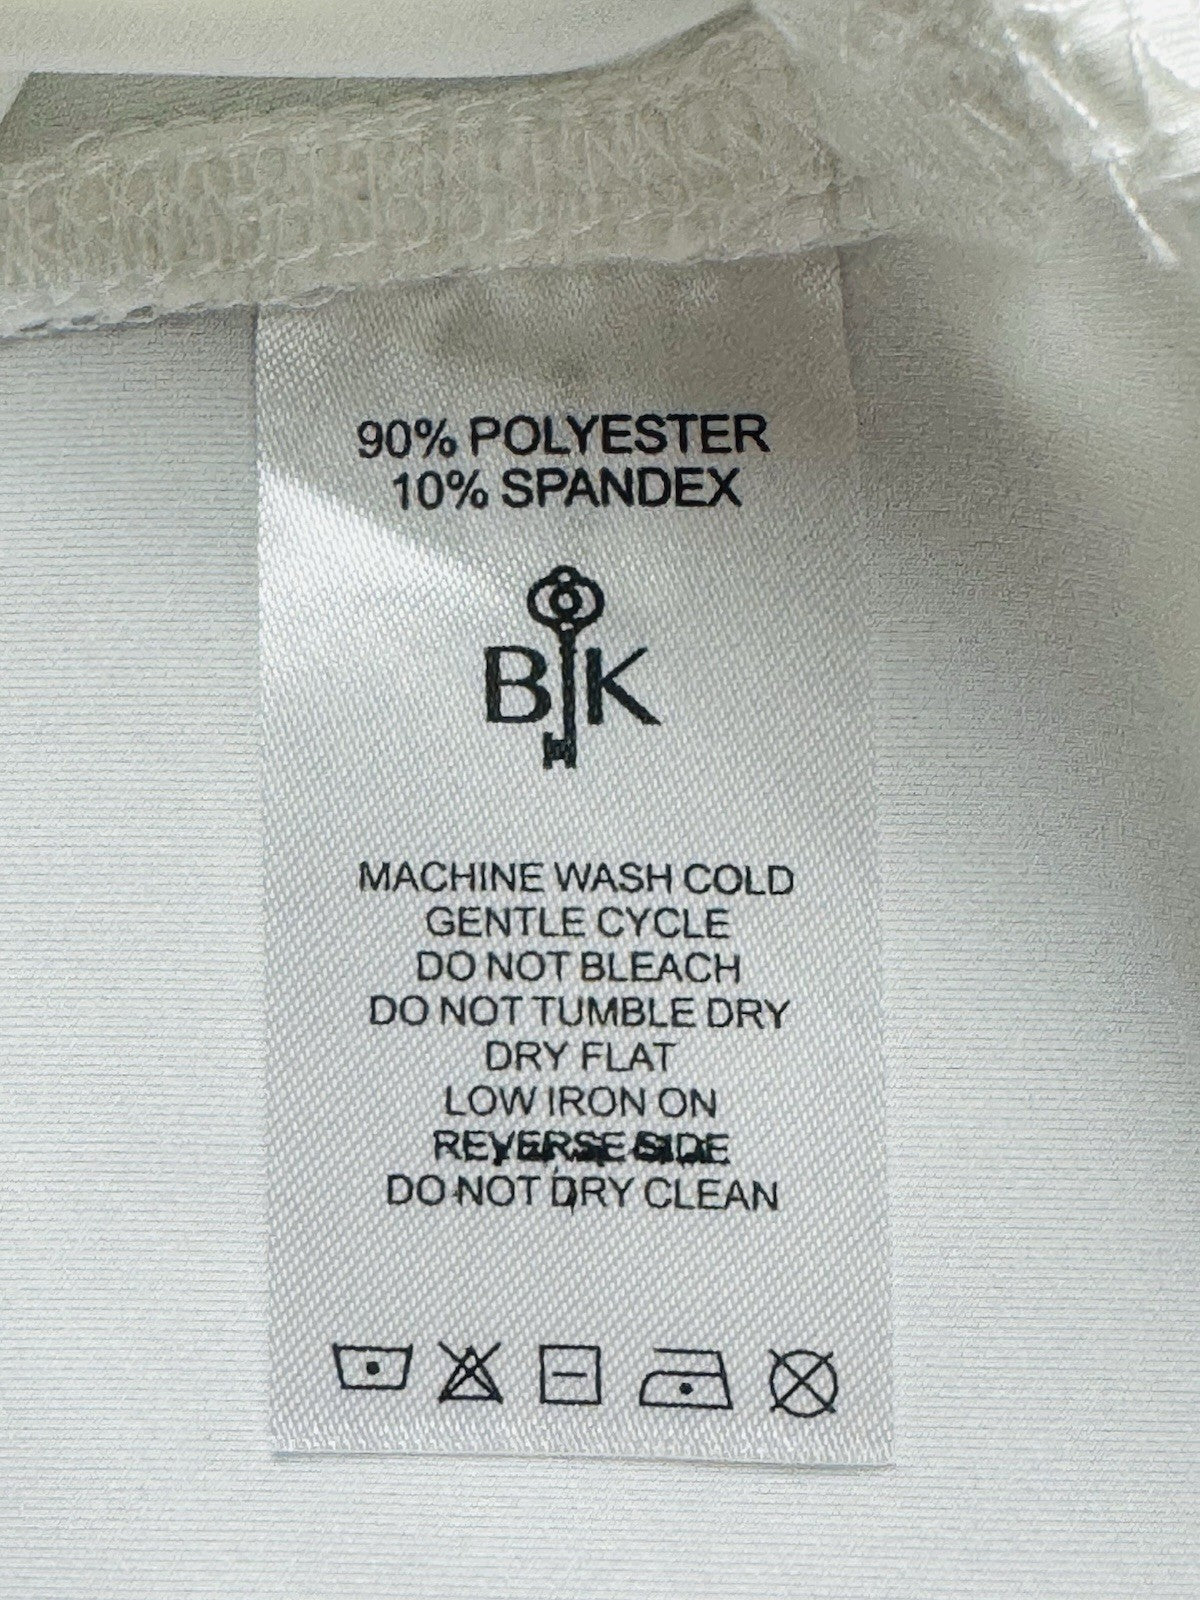 90% POLYESTER
10% SPANDEX
B K
MACHINE WASH COLD
GENTLE CYCLE
DO NOT BLEACH
DO NOT TUMBLE DRY
DRY FLAT
LOW IRON ON
REVERSE SIDE
DO NOT DRY CLEAN